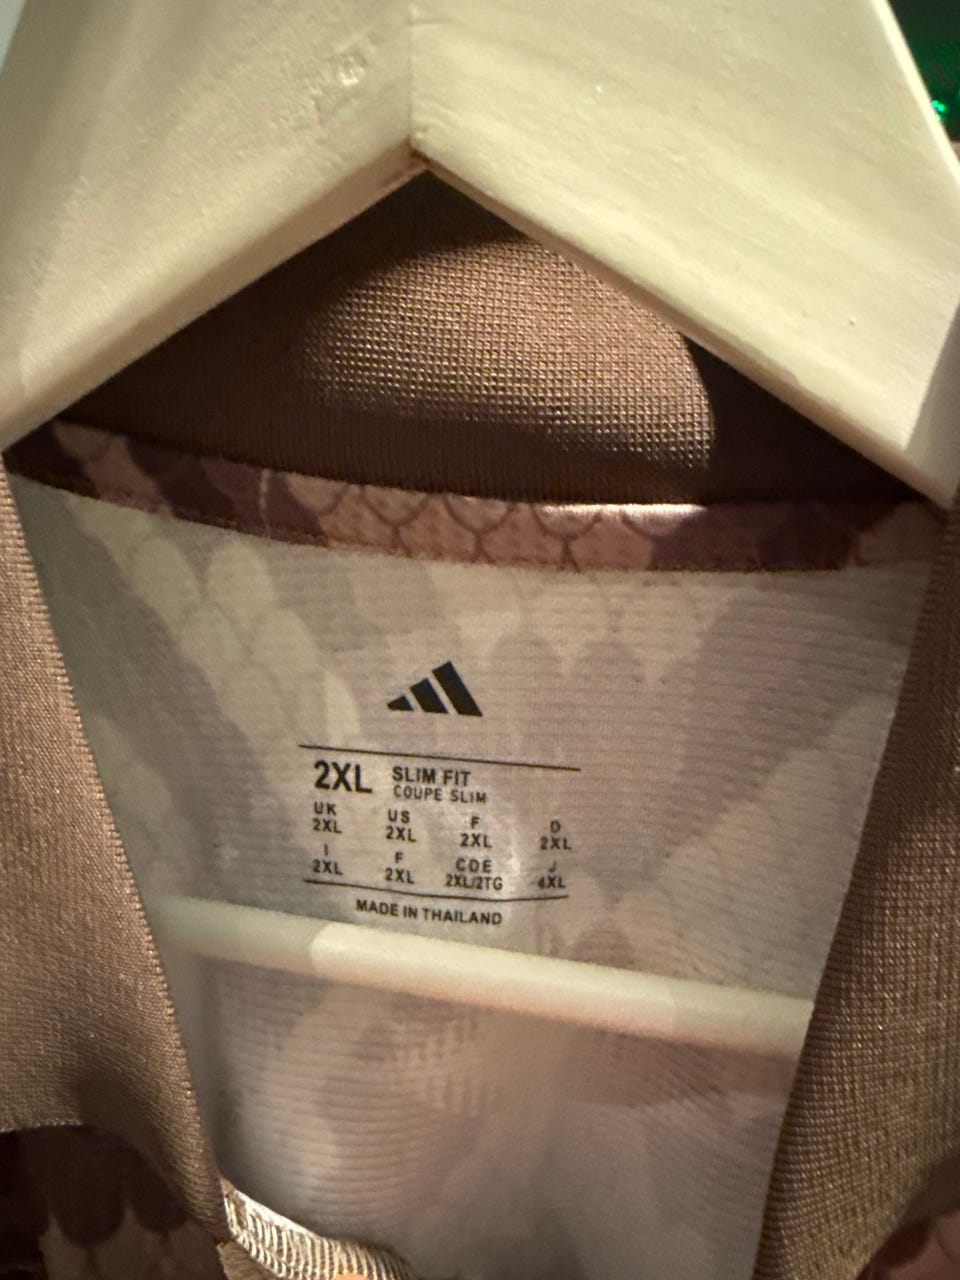 2XL SLIM FIT
COUPE SLIM
UK US F D
2XL 2XL 2XL 2XL
I F COE J
2XL 2XL 2XL/2TG 4XL
MADE IN THAILAND